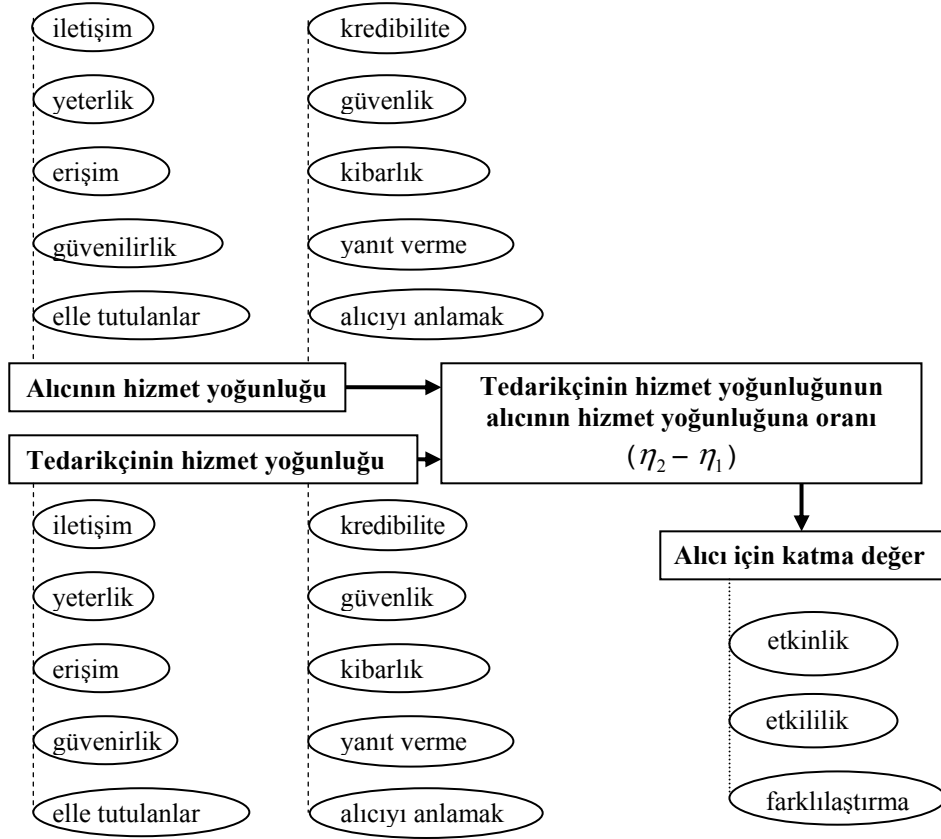 iletişim
kredibilite
yeterlik
güvenlik
erişim
kibarlık
güvenilirlik
yanıt verme
elle tutulanlar
alıcıyı anlamak
Alıcının hizmet yoğunluğu
Tedarikçinin hizmet yoğunluğunun
alıcının hizmet yoğunluğuna oranı
(η₂ − η₁)
Tedarikçinin hizmet yoğunluğu
iletişim
kredibilite
yeterlik
güvenlik
erişim
kibarlık
güvenirlik
yanıt verme
elle tutulanlar
alıcıyı anlamak
Alıcı için katma değer
etkinlik
etkililik
farklılaştırma